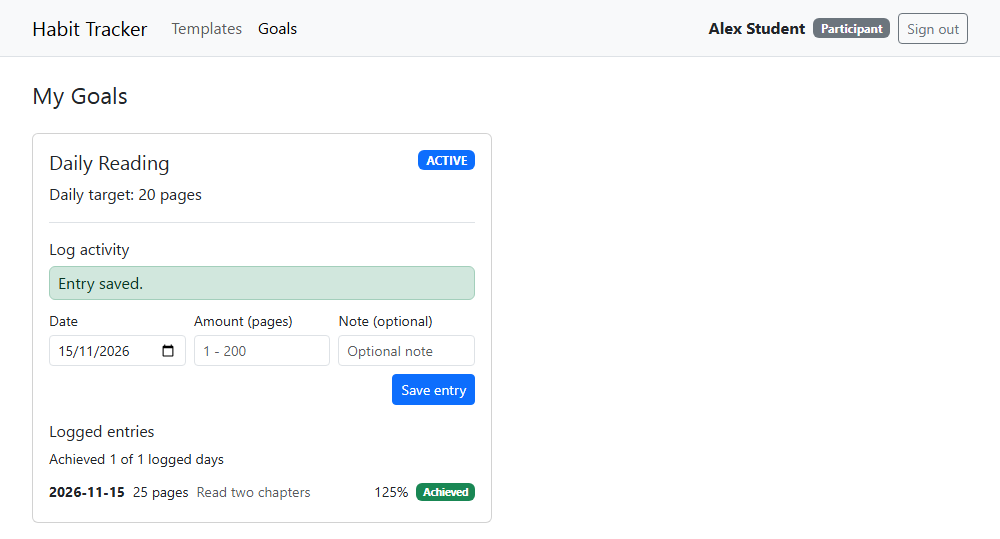 Habit Tracker Templates Goals Alex Student Participant Sign out
My Goals
Daily Reading ACTIVE
Daily target: 20 pages
Log activity
Entry saved.
Date Amount (pages) Note (optional)
15/11/2026 1 - 200 Optional note
Save entry
Logged entries
Achieved 1 of 1 logged days
2026-11-15 25 pages Read two chapters 125% Achieved